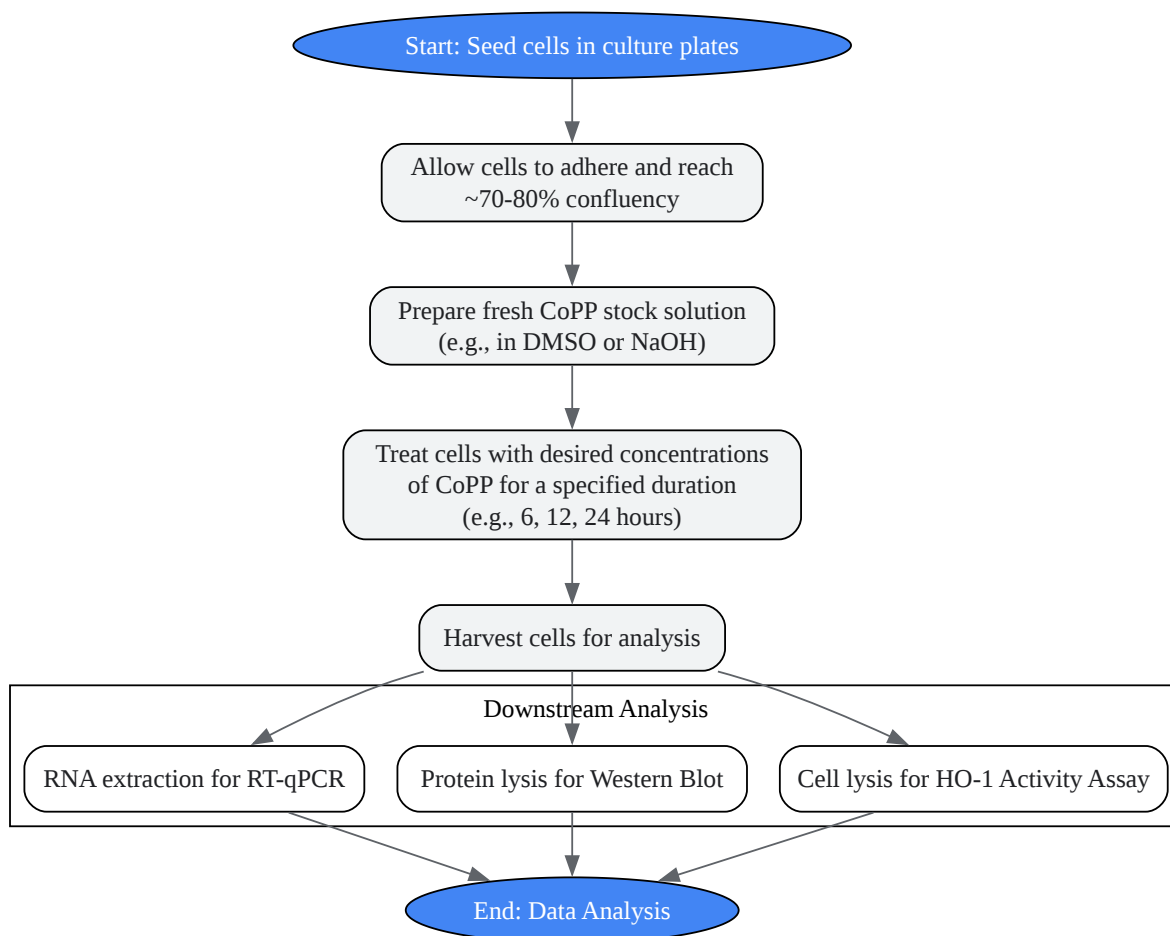 Start: Seed cells in culture plates
Allow cells to adhere and reach
~70-80% confluency
Prepare fresh CoPP stock solution
(e.g., in DMSO or NaOH)
Treat cells with desired concentrations
of CoPP for a specified duration
(e.g., 6, 12, 24 hours)
Harvest cells for analysis
Downstream Analysis
RNA extraction for RT-qPCR
Protein lysis for Western Blot
Cell lysis for HO-1 Activity Assay
End: Data Analysis